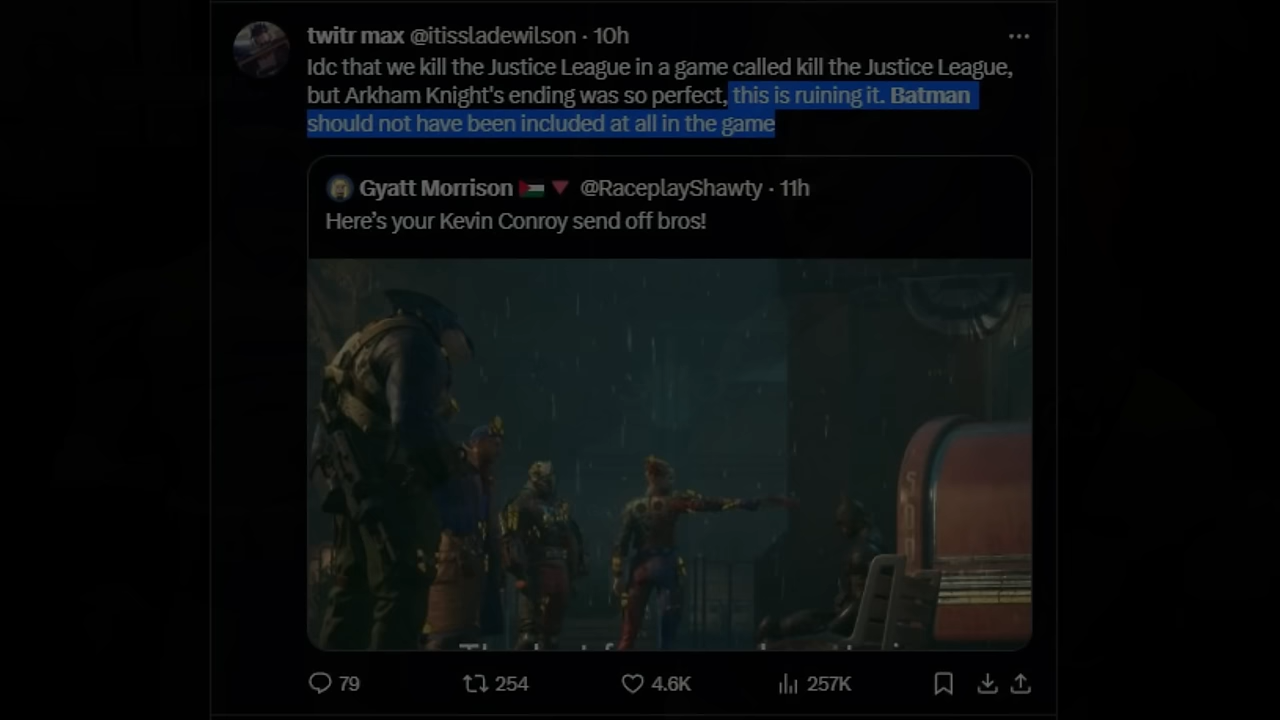 twitr max @itissladewilson · 10h
Idc that we kill the Justice League in a game called kill the Justice League,
but Arkham Knight's ending was so perfect, this is ruining it. Batman
should not have been included at all in the game
Gyatt Morrison @RaceplayShawty · 11h
Here's your Kevin Conroy send off bros!
79 254 4.6K 257K